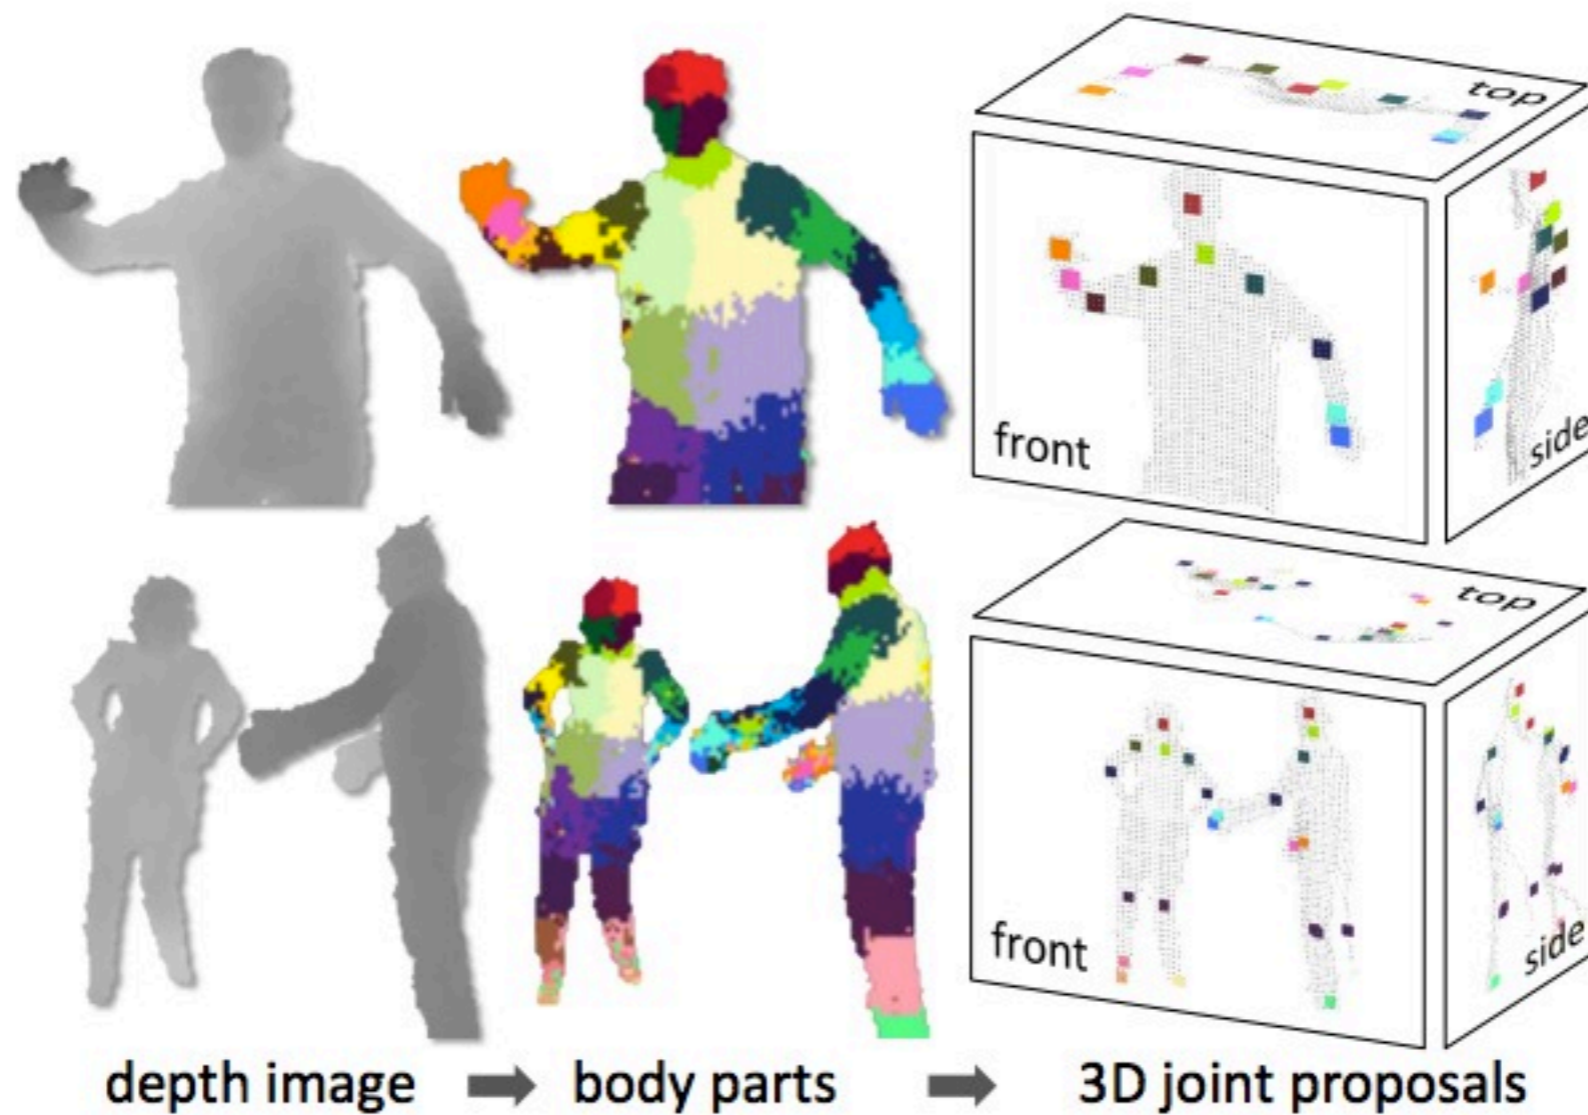 top
front
side
top
front
side
depth image → body parts → 3D joint proposals